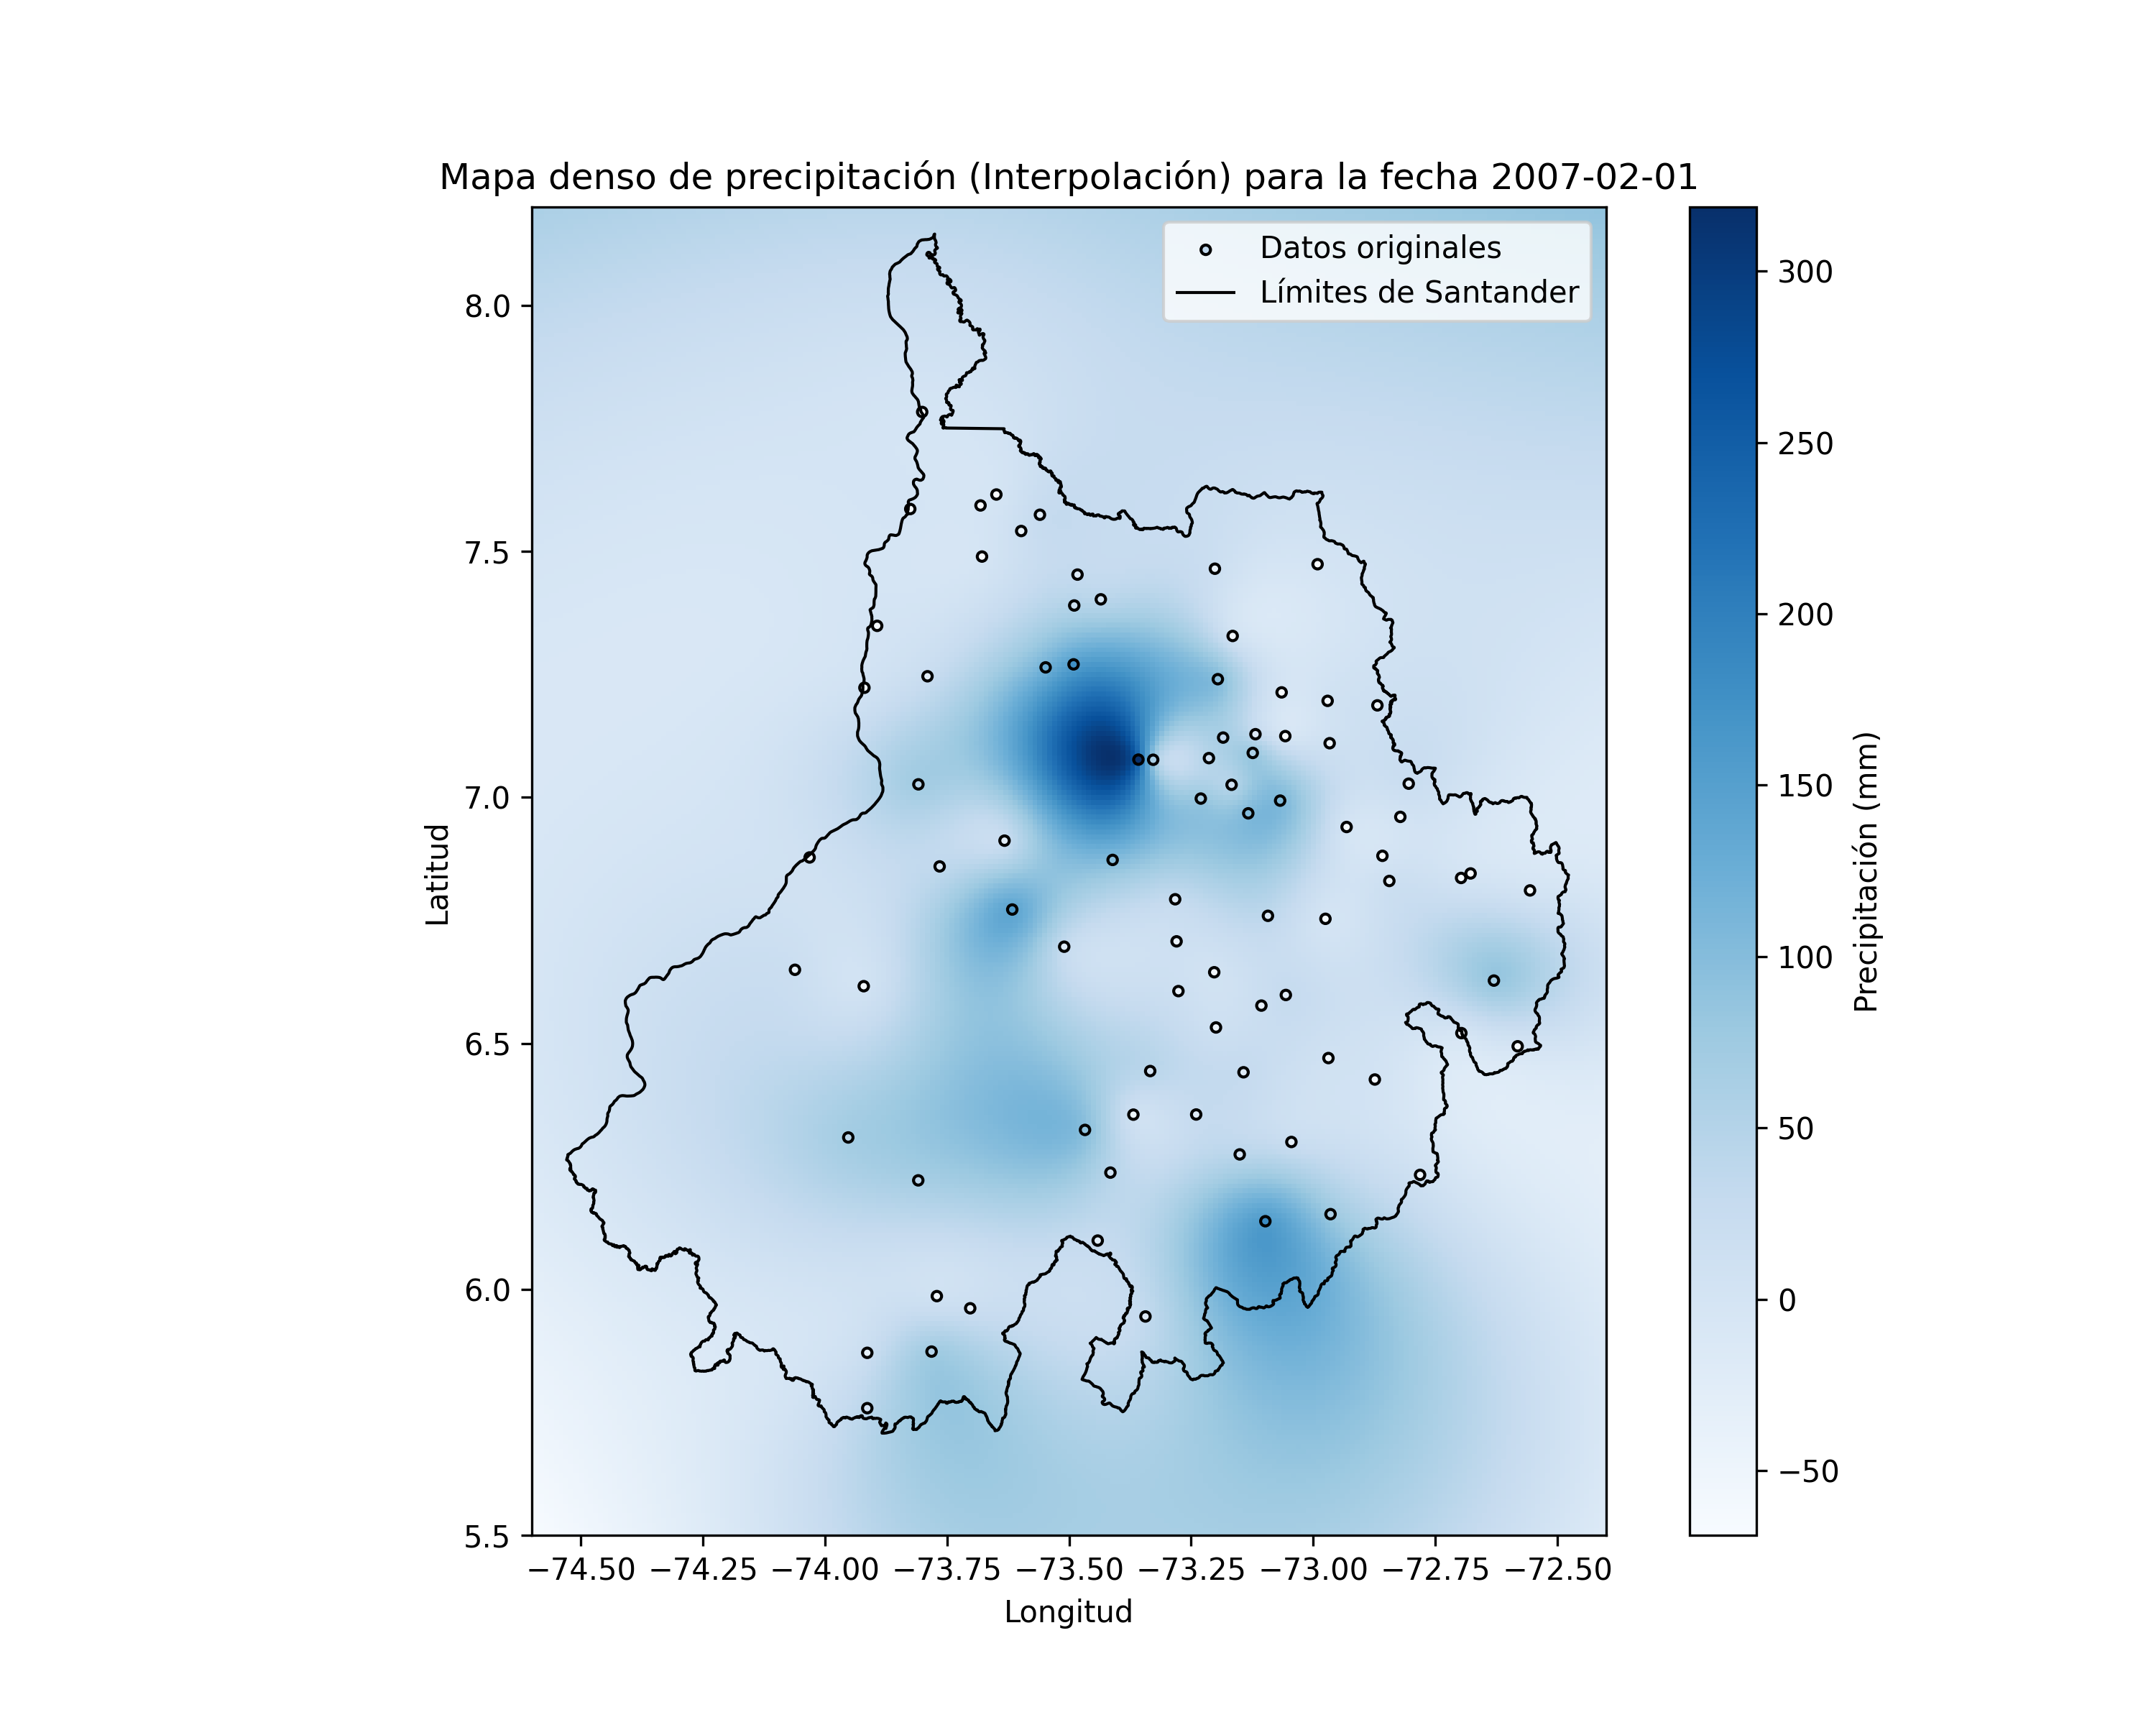 Mapa denso de precipitación (Interpolación) para la fecha 2007-02-01
Datos originales
Límites de Santander
8.0
7.5
7.0
6.5
6.0
5.5
Latitud
−74.50 −74.25 −74.00 −73.75 −73.50 −73.25 −73.00 −72.75 −72.50
Longitud
300
250
200
150
100
50
0
−50
Precipitación (mm)